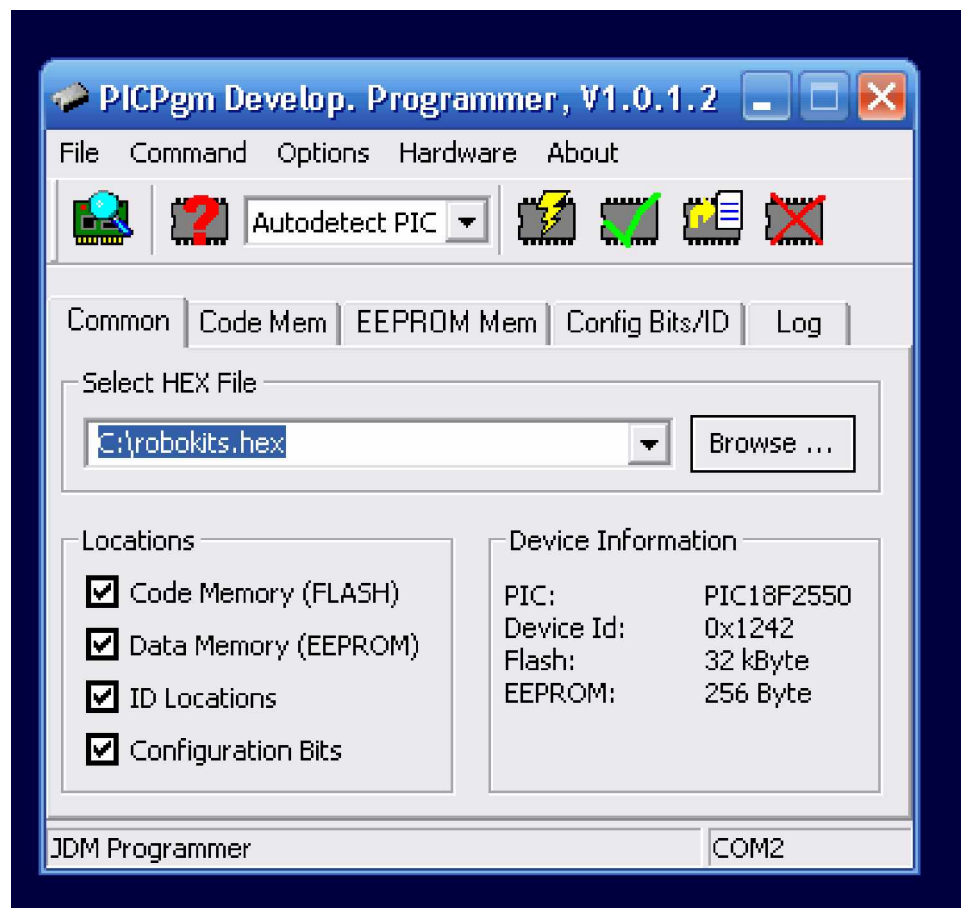 PICPgm Develop. Programmer, V1.0.1.2
File Command Options Hardware About
Autodetect PIC
Common Code Mem EEPROM Mem Config Bits/ID Log
Select HEX File
C:\robokits.hex Browse ...
Locations Device Information
Code Memory (FLASH) PIC: PIC18F2550
Data Memory (EEPROM) Device Id: 0x1242
ID Locations Flash: 32 kByte
Configuration Bits EEPROM: 256 Byte
JDM Programmer COM2